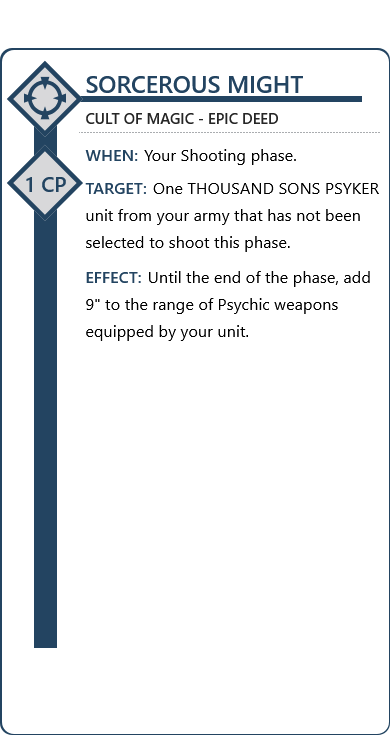 SORCEROUS MIGHT
CULT OF MAGIC - EPIC DEED
WHEN: Your Shooting phase.
1 CP
TARGET: One THOUSAND SONS PSYKER
unit from your army that has not been
selected to shoot this phase.
EFFECT: Until the end of the phase, add
9" to the range of Psychic weapons
equipped by your unit.